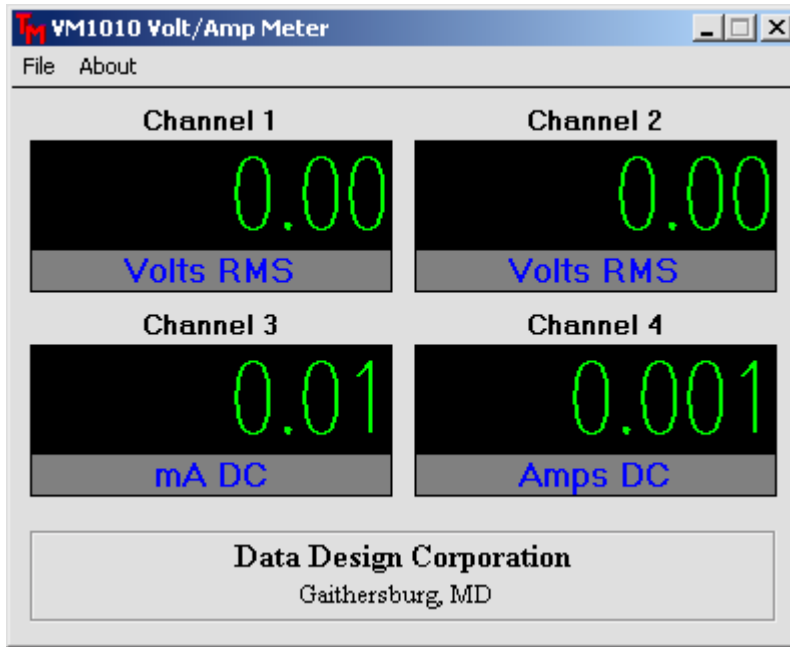 TM VM1010 Volt/Amp Meter
File About
Channel 1 Channel 2
0.00 0.00
Volts RMS Volts RMS
Channel 3 Channel 4
0.01 0.001
mA DC Amps DC
Data Design Corporation
Gaithersburg, MD